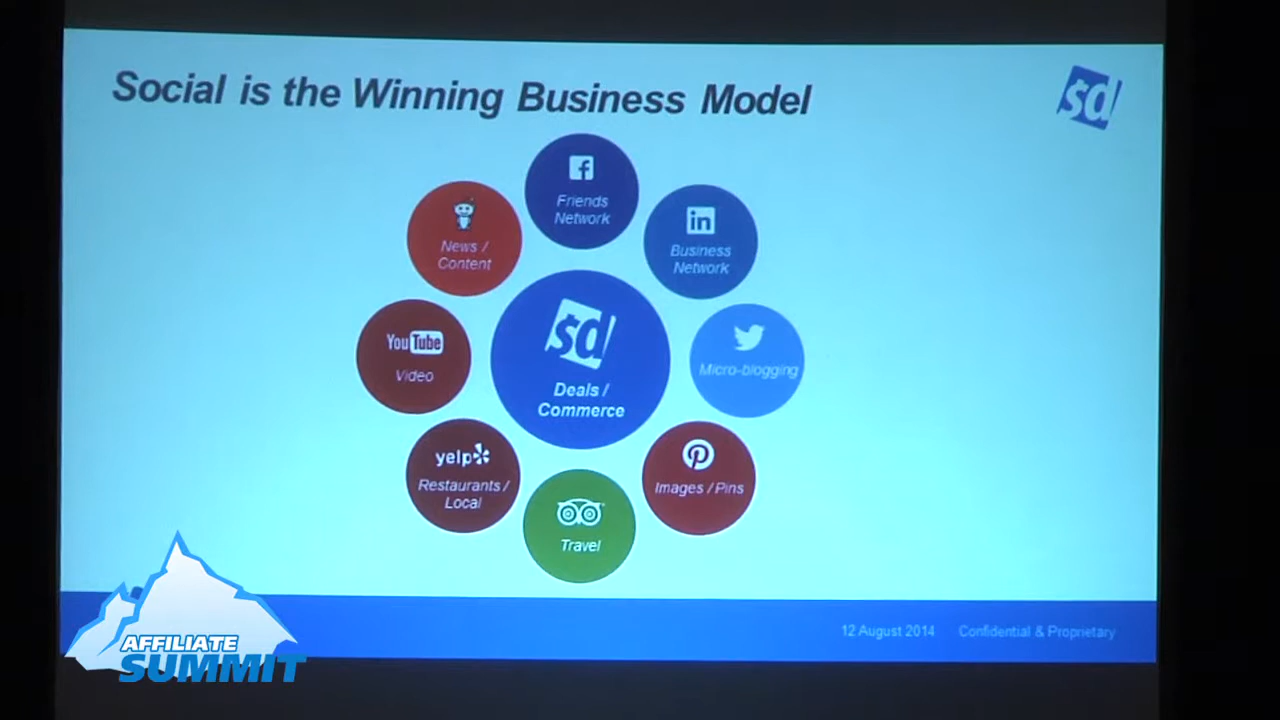 Social is the Winning Business Model
sd
Friends
Network
in
Business
Network
Micro-blogging
Images / Pins
Travel
yelp
Restaurants /
Local
You Tube
Video
News /
Content
sd
Deals /
Commerce
12 August 2014 Confidential & Proprietary
AFFILIATE
SUMMIT